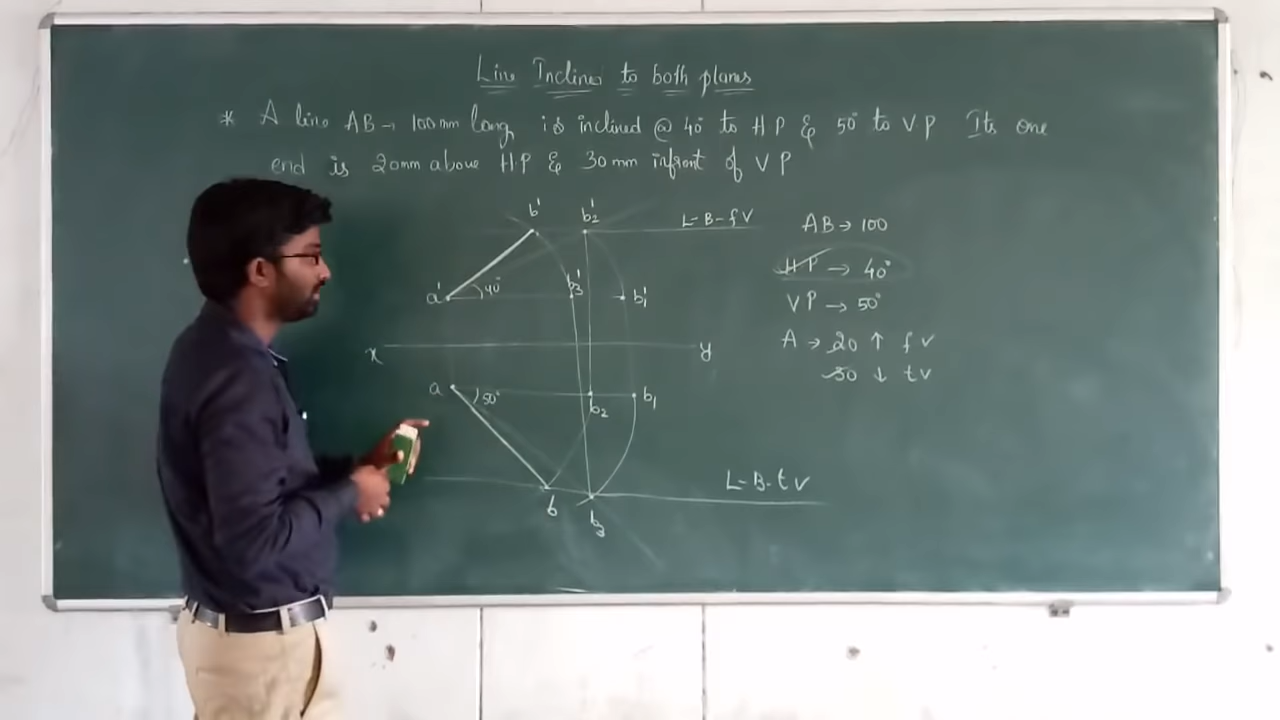 Line Inclined to both planes
* A line AB → 100mm long, is inclined @ 40° to HP & 50° to VP Its one
end is 20mm above HP & 30mm infront of VP
b' b2' L-B-fV
AB → 100
HP → 40°
VP → 50°
A → 20 ↑ fv
30 ↓ tv
a' 40° b3' b1'
x y
a 50° b2 b1
L-B-tv
b b3